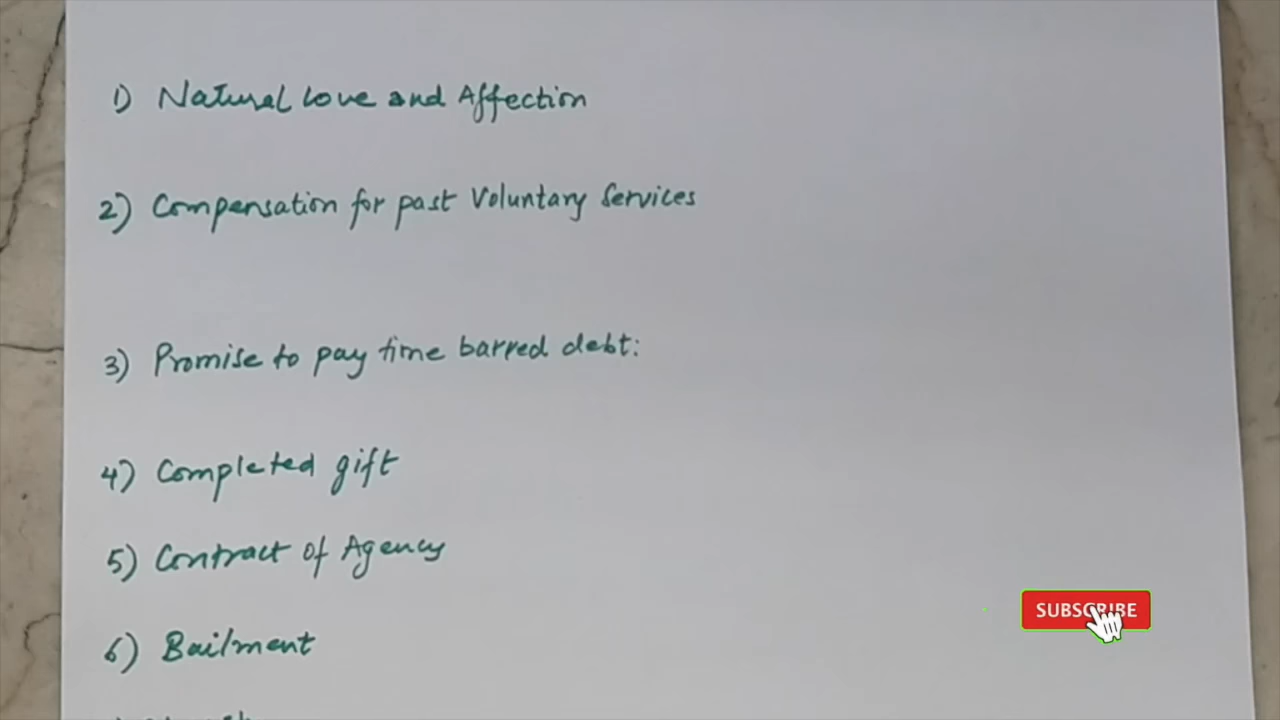 1) Natural Love and Affection
2) Compensation for past Voluntary Services
3) Promise to pay time barred debt:
4) Completed gift
5) Contract of Agency
SUBSCRIBE
6) Bailment